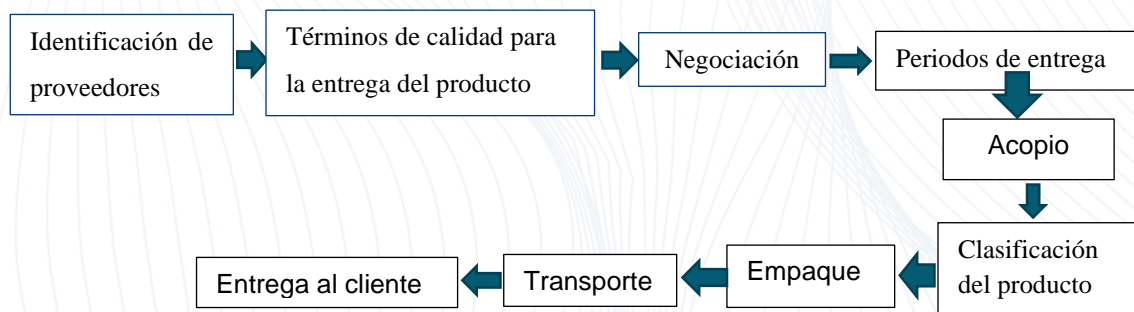 Identificación de
proveedores
Términos de calidad para
la entrega del producto
Negociación
Periodos de entrega
Acopio
Clasificación
del producto
Empaque
Transporte
Entrega al cliente